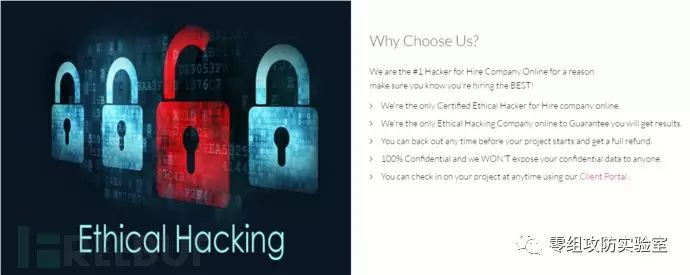 Why Choose Us?
We are the #1 Hacker for Hire Company Online for a reason.
make sure you know you're hiring the BEST!
We're the only Certified Ethical Hacker for Hire company online.
We're the only Ethical Hacking Company online to Guarantee you will get results.
You can back out any time before your project starts and get a full refund.
100% Confidential and we WON'T expose your confidential data to anyone
You can check in on your project at anytime using our Client Portal .
Ethical Hacking
FREEBUF
零组攻防实验室